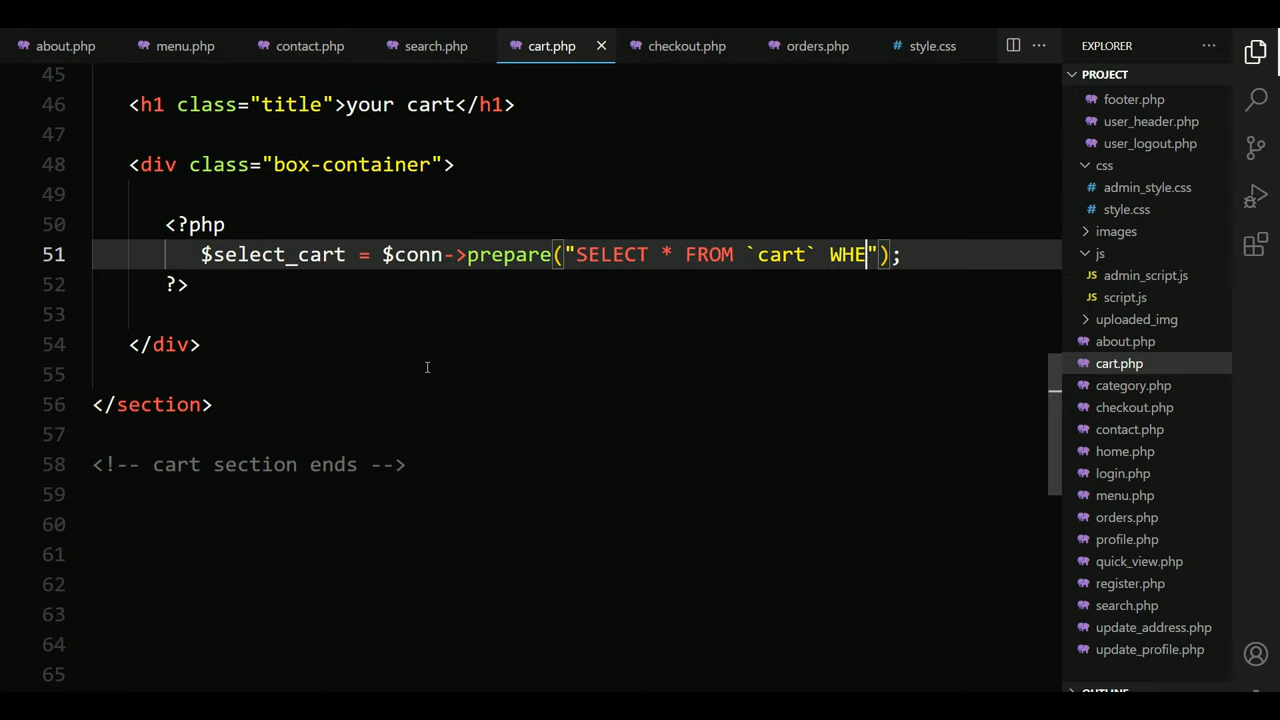 about.php menu.php contact.php search.php cart.php checkout.php orders.php # style.css
45
46 <h1 class="title">your cart</h1>
47
48 <div class="box-container">
49
50 <?php
51 $select_cart = $conn->prepare("SELECT * FROM `cart` WHE");
52 ?>
53
54 </div>
55
56 </section>
57
58 <!-- cart section ends -->
59
60
61
62
63
64
65
EXPLORER
PROJECT
footer.php
user_header.php
user_logout.php
css
# admin_style.css
# style.css
images
js
JS admin_script.js
JS script.js
uploaded_img
about.php
cart.php
category.php
checkout.php
contact.php
home.php
login.php
menu.php
orders.php
profile.php
quick_view.php
register.php
search.php
update_address.php
update_profile.php
OUTLINE